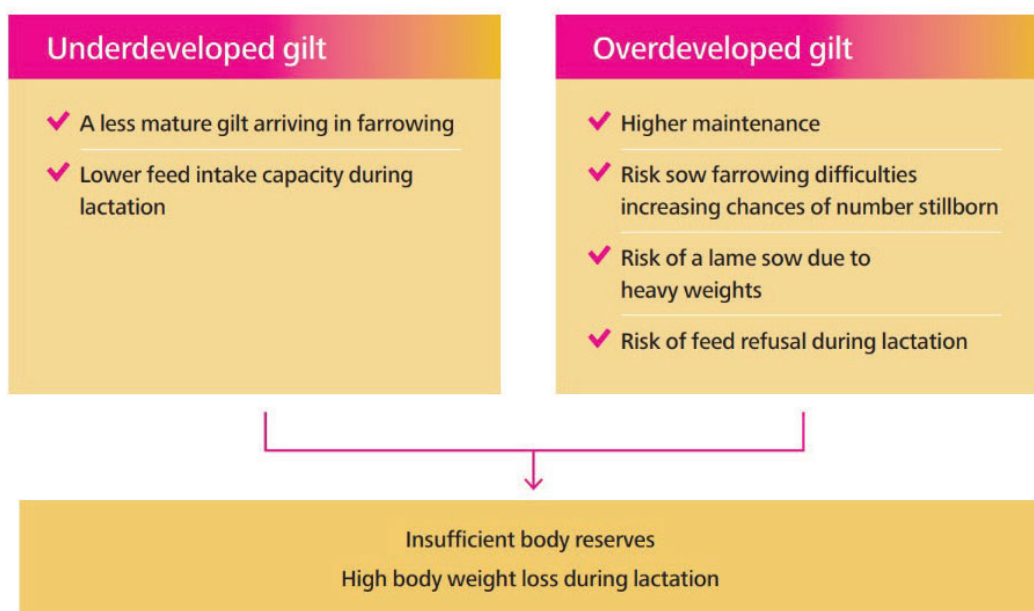 Underdeveloped gilt
A less mature gilt arriving in farrowing
Lower feed intake capacity during
lactation
Overdeveloped gilt
Higher maintenance
Risk sow farrowing difficulties
increasing chances of number stillborn
Risk of a lame sow due to
heavy weights
Risk of feed refusal during lactation
Insufficient body reserves
High body weight loss during lactation